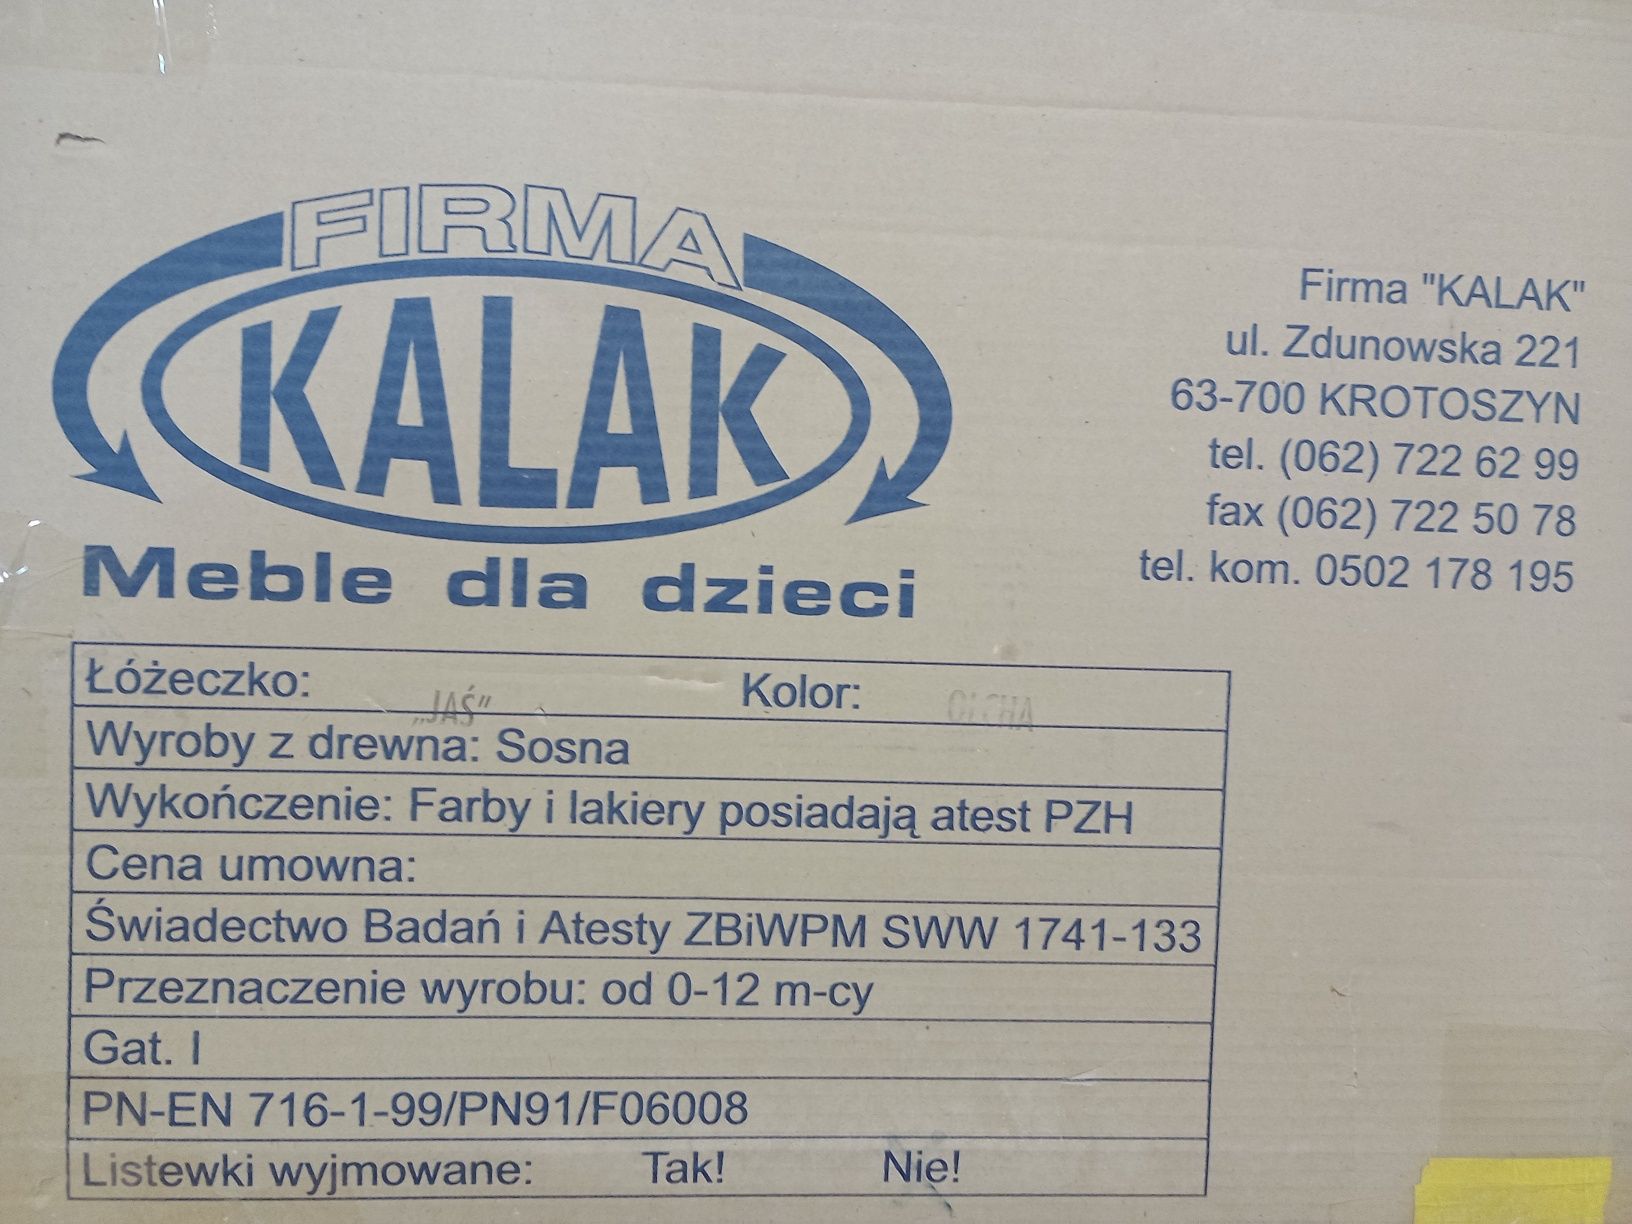 FIRMA
KALAK
Meble dla dzieci
Firma "KALAK"
ul. Zdunowska 221
63-700 KROTOSZYN
tel. (062) 722 62 99
fax (062) 722 50 78
tel. kom. 0502 178 195
Łóżeczko: „JAŚ” Kolor: OLCHA
Wyroby z drewna: Sosna
Wykończenie: Farby i lakiery posiadają atest PZH
Cena umowna:
Świadectwo Badań i Atesty ZBiWPM SWW 1741-133
Przeznaczenie wyrobu: od 0-12 m-cy
Gat. I
PN-EN 716-1-99/PN91/F06008
Listewki wyjmowane: Tak! Nie!